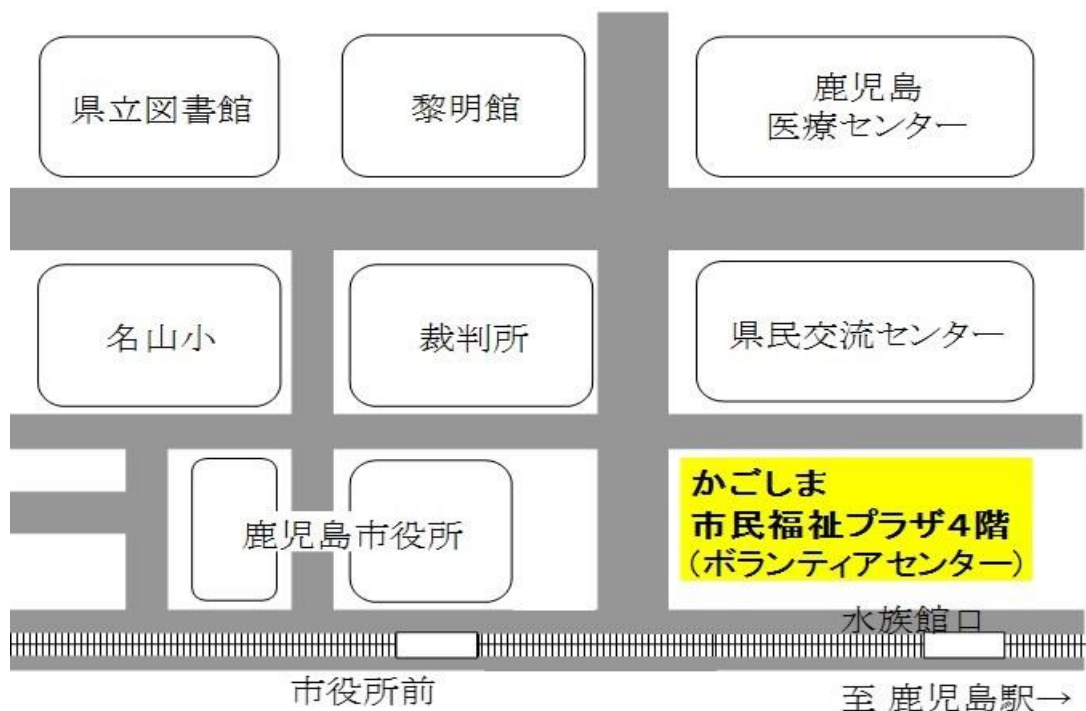 県立図書館
黎明館
鹿児島
医療センター
名山小
裁判所
県民交流センター
鹿児島市役所
かごしま
市民福祉プラザ4階
（ボランティアセンター）
水族館口
市役所前
至 鹿児島駅→